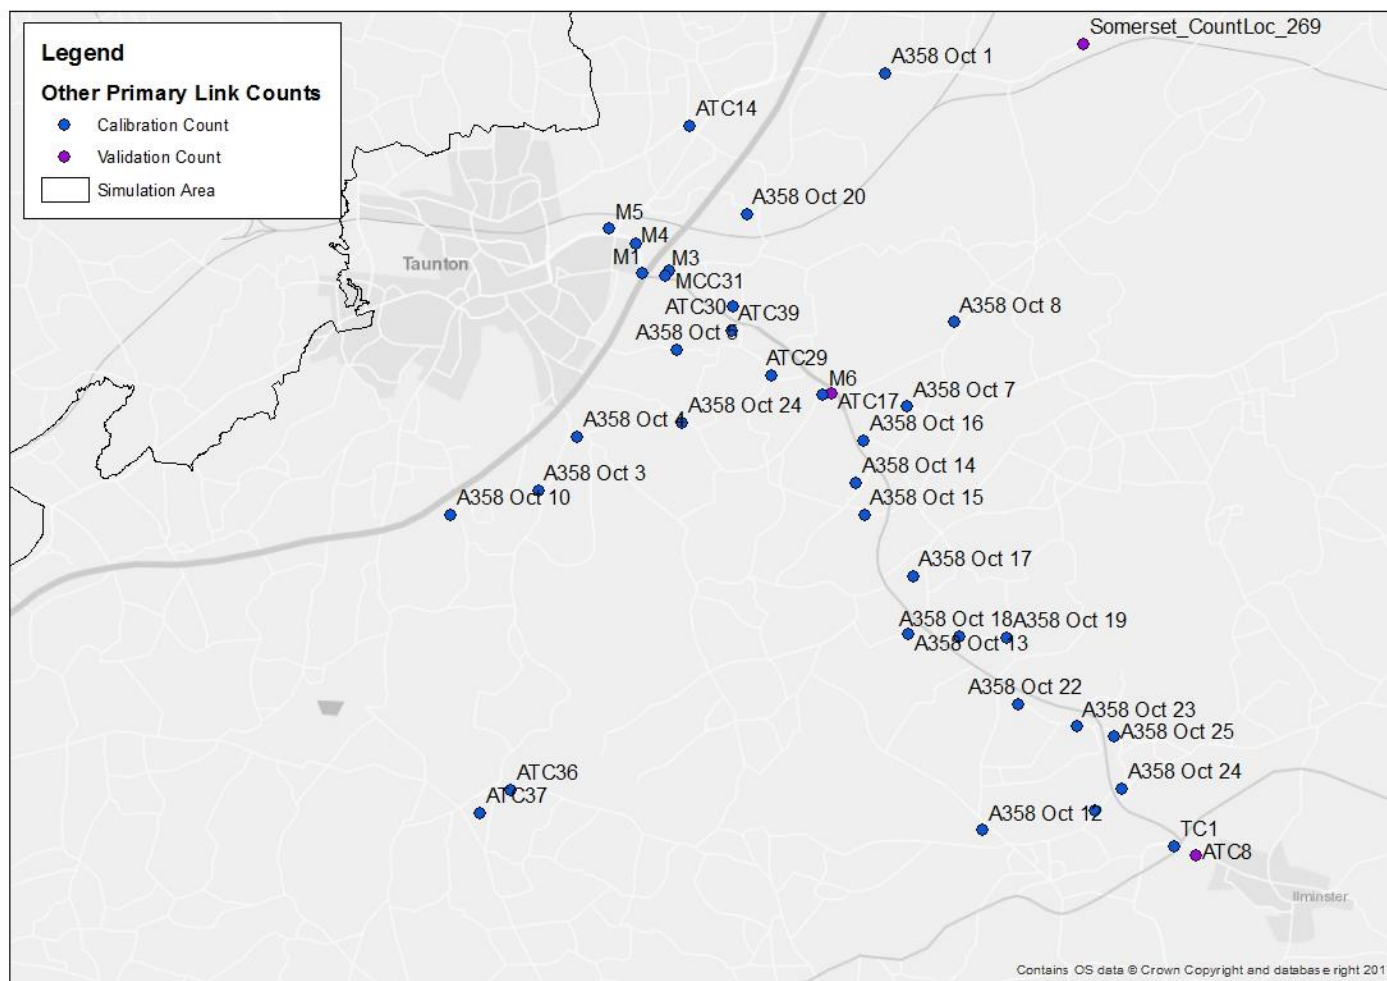 Legend
Other Primary Link Counts
Calibration Count
Validation Count
Simulation Area
Somerset_CountLoc_269
A358 Oct 1
ATC14
A358 Oct 20
M5
M4
Taunton
M1
M3
MCC31
ATC30
ATC39
A358 Oct 8
A358 Oct 5
ATC29
M6
A358 Oct 7
ATC17
A358 Oct 24
A358 Oct 4
A358 Oct 16
A358 Oct 3
A358 Oct 14
A358 Oct 10
A358 Oct 15
A358 Oct 17
A358 Oct 18
A358 Oct 19
A358 Oct 13
A358 Oct 22
A358 Oct 23
A358 Oct 25
ATC36
A358 Oct 24
ATC37
A358 Oct 12
TC1
ATC8
Ilminster
Contains OS data © Crown Copyright and database right 201